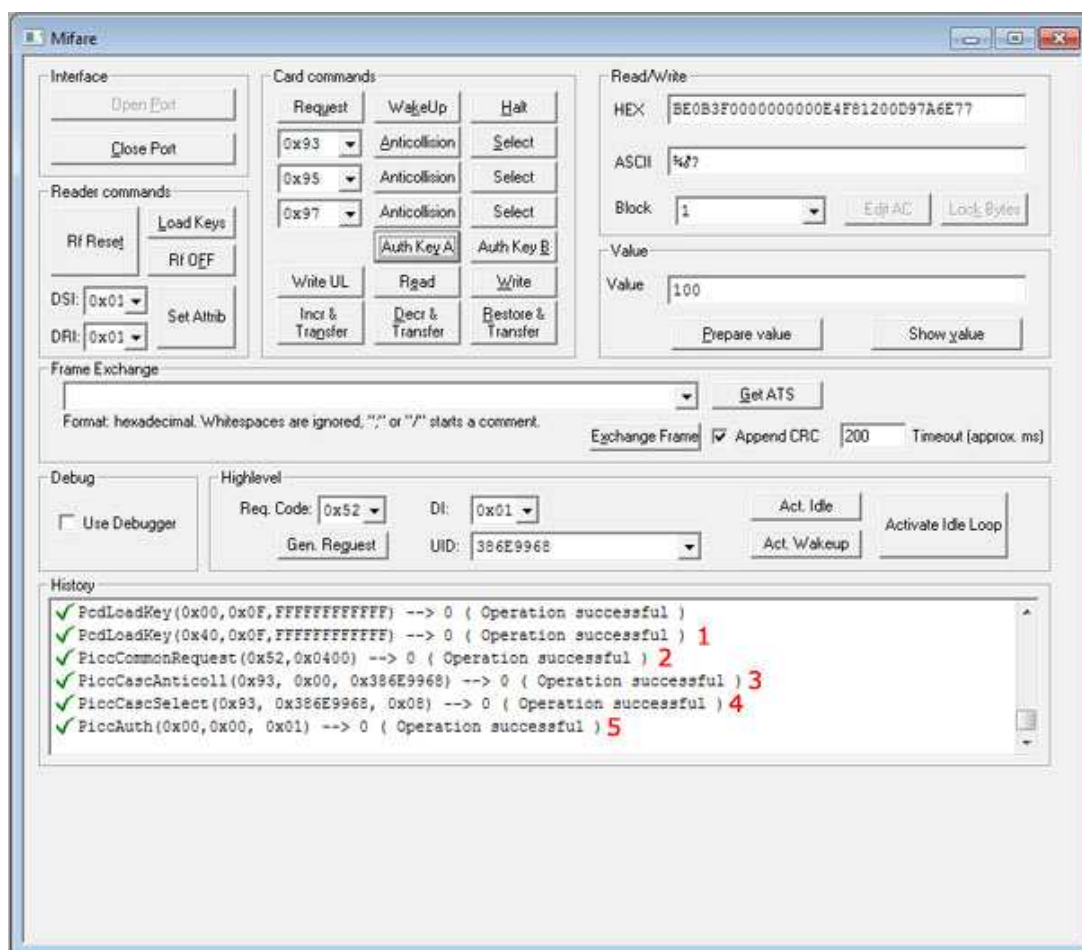 Mifare
Interface
Open Port
Close Port
Reader commands
Rf Reset
Load Keys
Rf OFF
DSI: 0x01
DRI: 0x01
Set Attrib
Card commands
Request WakeUp Halt
0x93 Anticollision Select
0x95 Anticollision Select
0x97 Anticollision Select
Auth Key A Auth Key B
Write UL Read Write
Incr & Transfer Decr & Transfer Restore & Transfer
Read/Write
HEX BE0B3F0000000000E4F81200D97A6E77
ASCII ¾♂?
Block 1 Edit AC Lock Bytes
Value
Value 100
Prepare value Show value
Frame Exchange
Get ATS
Format: hexadecimal. Whitespaces are ignored, ";" or "/" starts a comment.
Exchange Frame Append CRC 200 Timeout (approx. ms)
Debug
Use Debugger
Highlevel
Req. Code: 0x52 DI: 0x01 Act. Idle
Gen. Request UID: 386E9968 Act. Wakeup
Activate Idle Loop
History
PcdLoadKey(0x00,0x0F,FFFFFFFFFFFF) --> 0 ( Operation successful )
PcdLoadKey(0x40,0x0F,FFFFFFFFFFFF) --> 0 ( Operation successful ) 1
PiccCommonRequest(0x52,0x0400) --> 0 ( Operation successful ) 2
PiccCascAnticoll(0x93, 0x00, 0x386E9968) --> 0 ( Operation successful ) 3
PiccCascSelect(0x93, 0x386E9968, 0x08) --> 0 ( Operation successful ) 4
PiccAuth(0x00,0x00, 0x01) --> 0 ( Operation successful ) 5